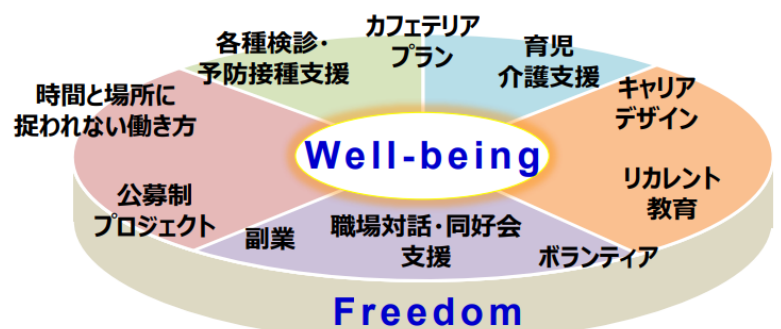 カフェテリア
プラン
各種検診・
予防接種支援
育児
介護支援
時間と場所に
捉われない働き方
キャリア
デザイン
Well-being
公募制
プロジェクト
リカレント
教育
副業
職場対話・同好会
支援
ボランティア
Freedom